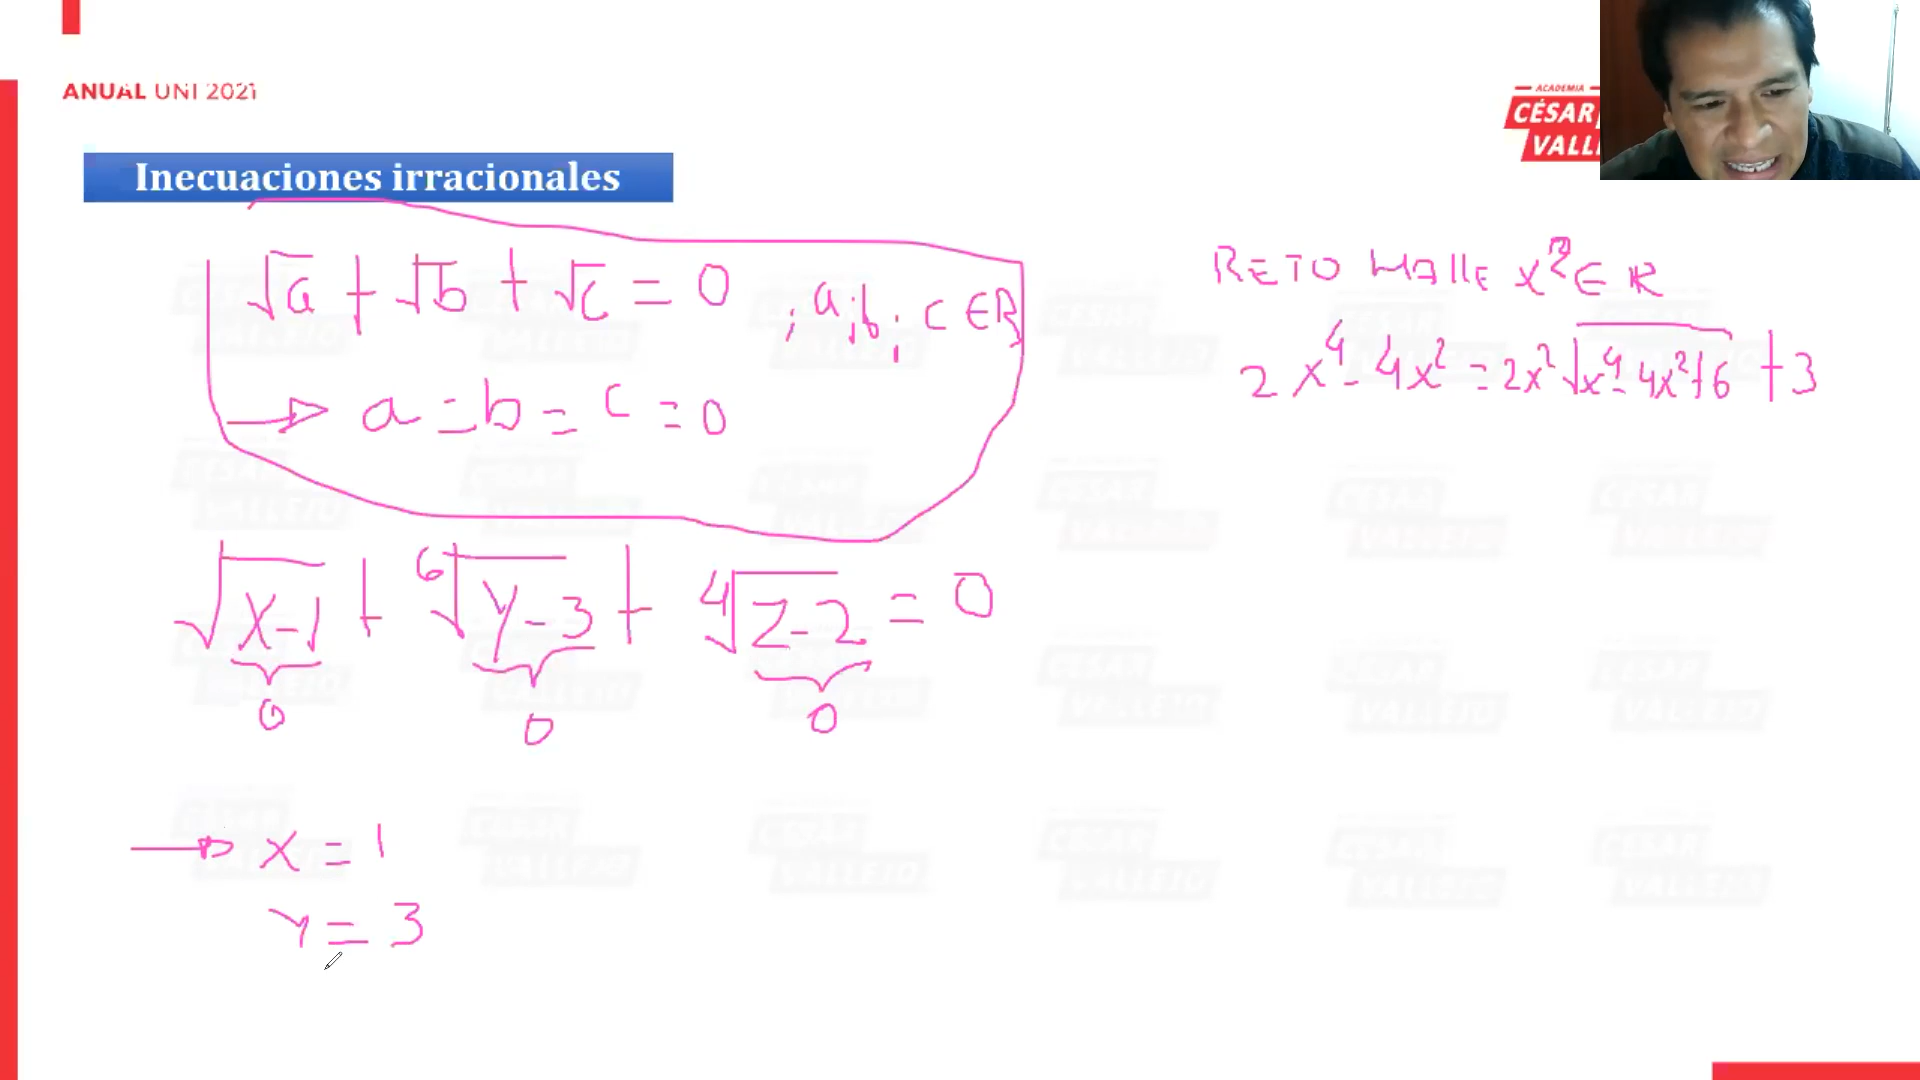 ANUAL UNI 2021
ACADEMIA
CÉSAR
VALLE
Inecuaciones irracionales
√a + √b + √c = 0 ; a; b; c ∈ R
→ a = b = c = 0
√(x-1) + ⁶√(y-3) + ⁴√(z-2) = 0
0 0 0
→ x = 1
y = 3
RETO HALLE x² ∈ R
2x⁴ - 4x² = 2x²√(x⁴ - 4x² + 6) + 3